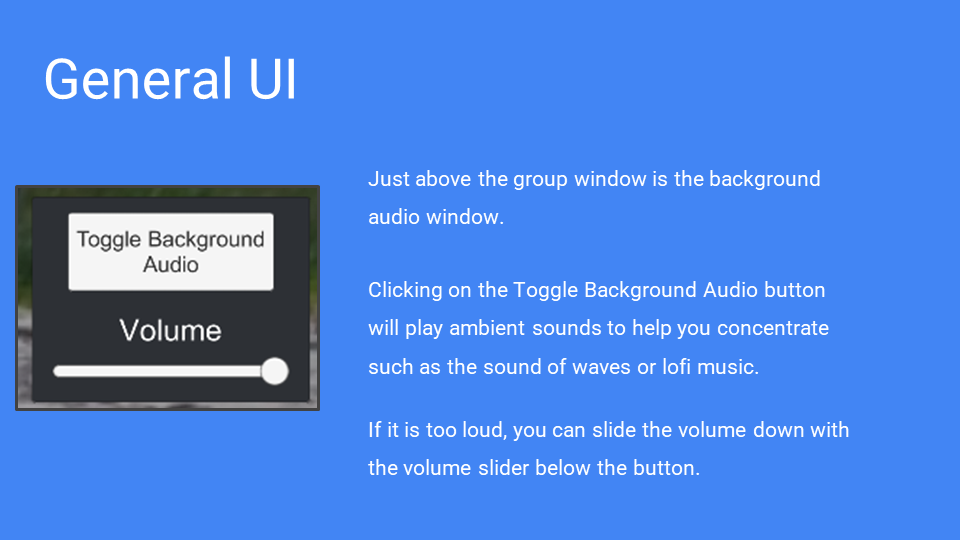 General UI
Toggle Background
Audio
Volume
Just above the group window is the background
audio window.
Clicking on the Toggle Background Audio button
will play ambient sounds to help you concentrate
such as the sound of waves or lofi music.
If it is too loud, you can slide the volume down with
the volume slider below the button.